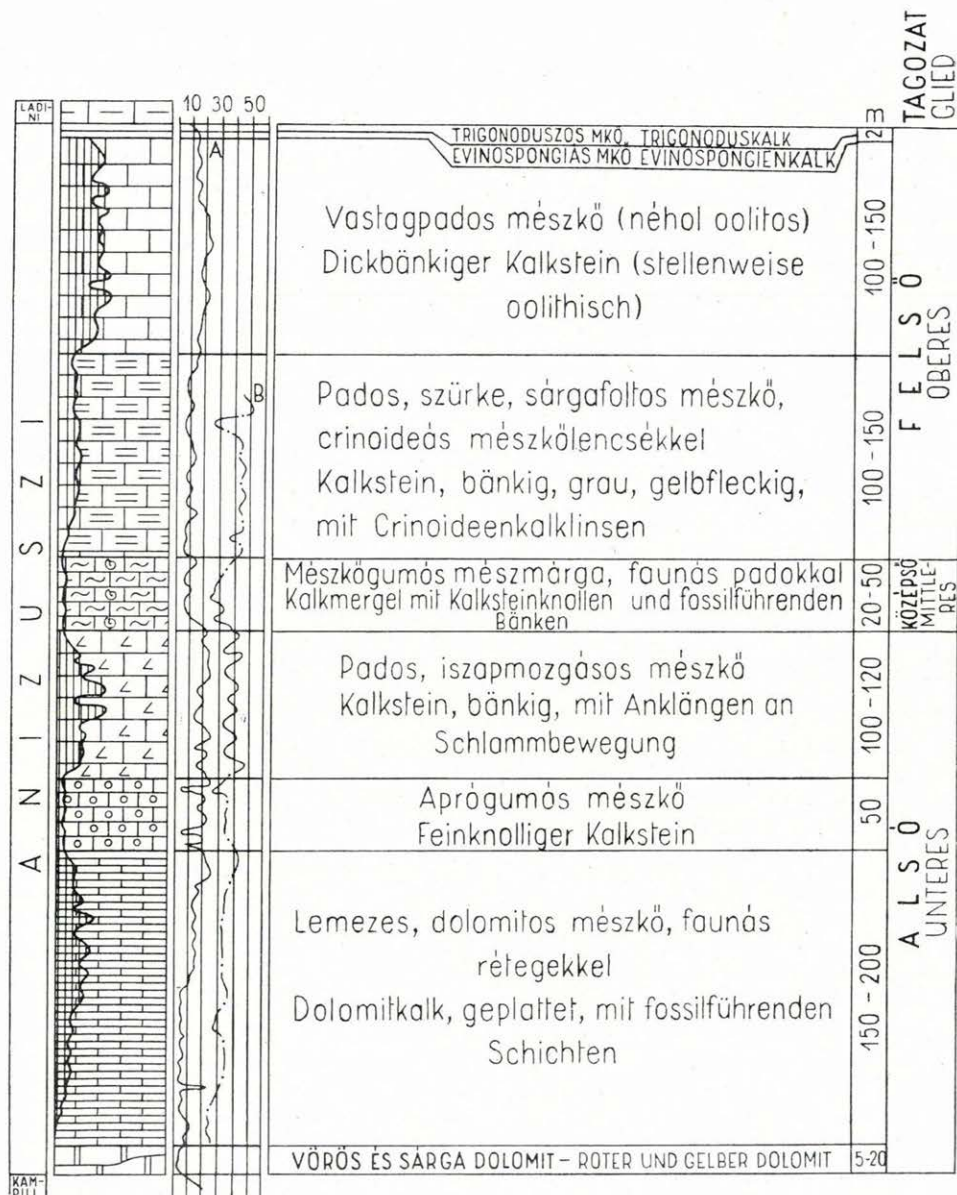 TAGOZAT
GLIED
LADI-
NI
10 30 50
m
A
TRIGONODUSZOS MKŐ. TRIGONODUSKALK
2
EVINOSPONGIÁS MKŐ EVINOSPONGIENKALK
Vastagpados mészkő (néhol oolitos)
Dickbänkiger Kalkstein (stellenweise
oolithisch)
100-150
B
Pados, szürke, sárgafoltos mészkő,
crinoideás mészkőlencsékkel
Kalkstein, bänkig, grau, gelbfleckig,
mit Crinoideenkalklinsen
100-150
FELSŐ
OBERES
Mészkőgumós mészmárga, faunás padokkal
Kalkmergel mit Kalksteinknollen und fossilführenden
Bänken
20-50
KÖZÉPSŐ
MITTLE-
RES
Pados, iszapmozgásos mészkő
Kalkstein, bänkig, mit Anklängen an
Schlammbewegung
100-120
Aprógumós mészkő
Feinknolliger Kalkstein
50
Lemezes, dolomitos mészkő, faunás
rétegekkel
Dolomitkalk, geplattet, mit fossilführenden
Schichten
150-200
ALSÓ
UNTERES
ANIZUSZI
VÖRÖS ÉS SÁRGA DOLOMIT – ROTER UND GELBER DOLOMIT
5-20
KAM-
PILI